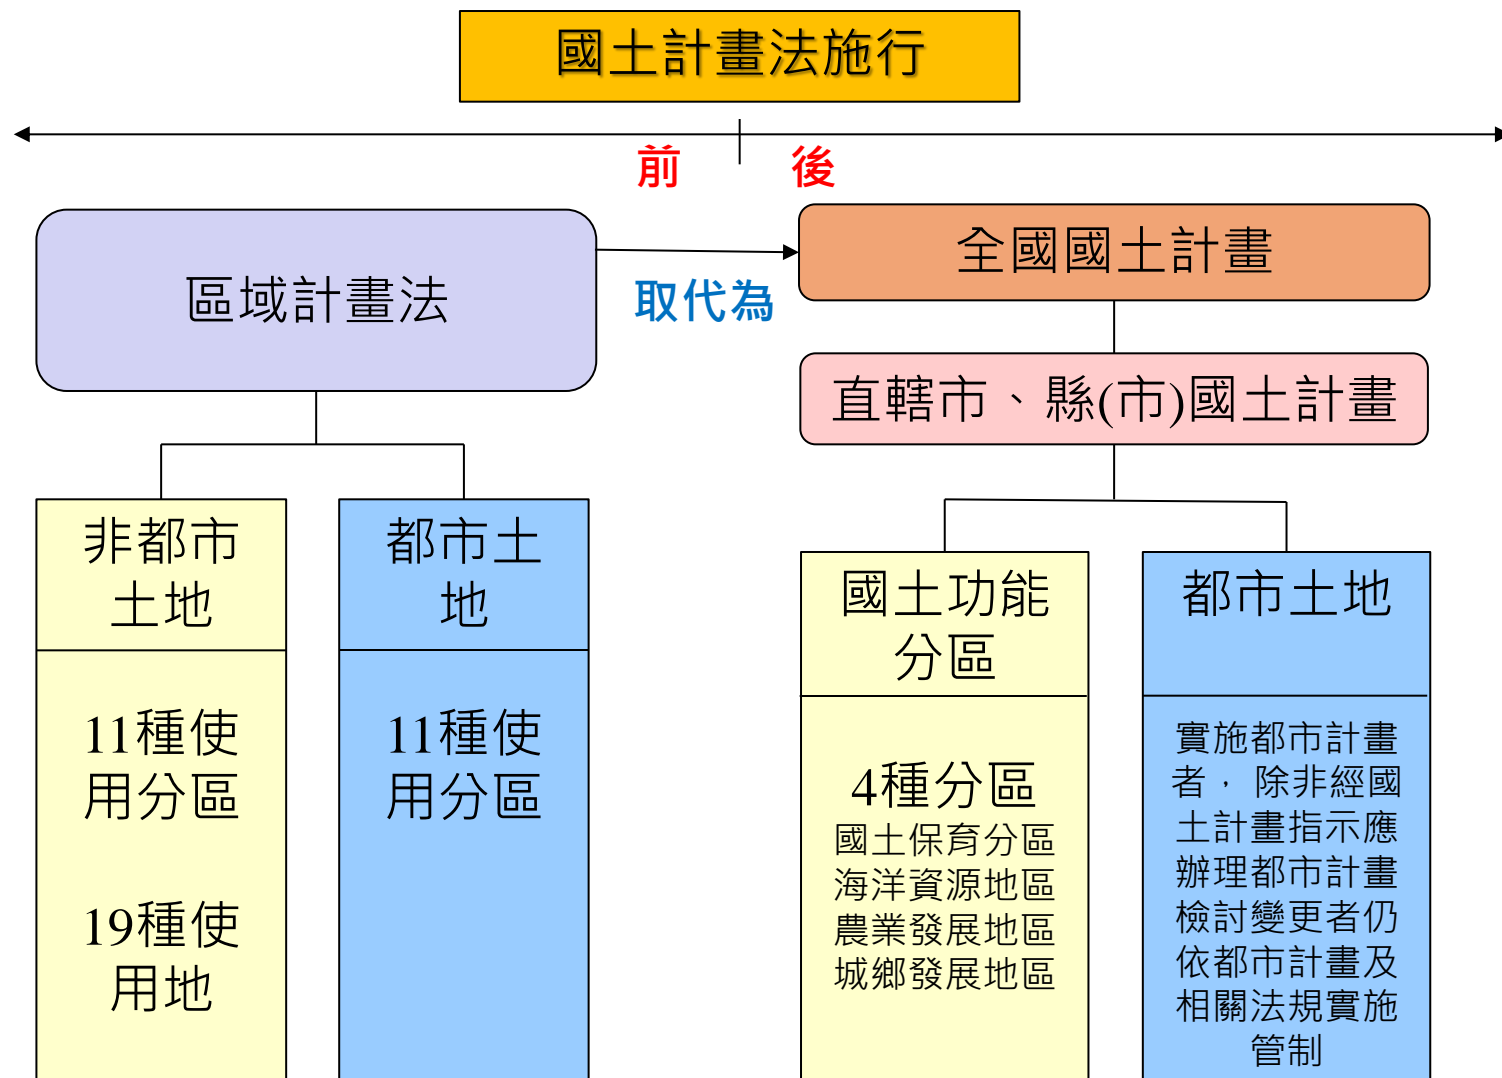 國土計畫法施行
前
後
區域計畫法
取代為
全國國土計畫
直轄市、縣(市)國土計畫
非都市
土地
11種使
用分區
19種使
用地
都市土
地
11種使
用分區
國土功能
分區
4種分區
國土保育分區
海洋資源地區
農業發展地區
城鄉發展地區
都市土地
實施都市計畫
者， 除非經國
土計畫指示應
辦理都市計畫
檢討變更者仍
依都市計畫及
相關法規實施
管制